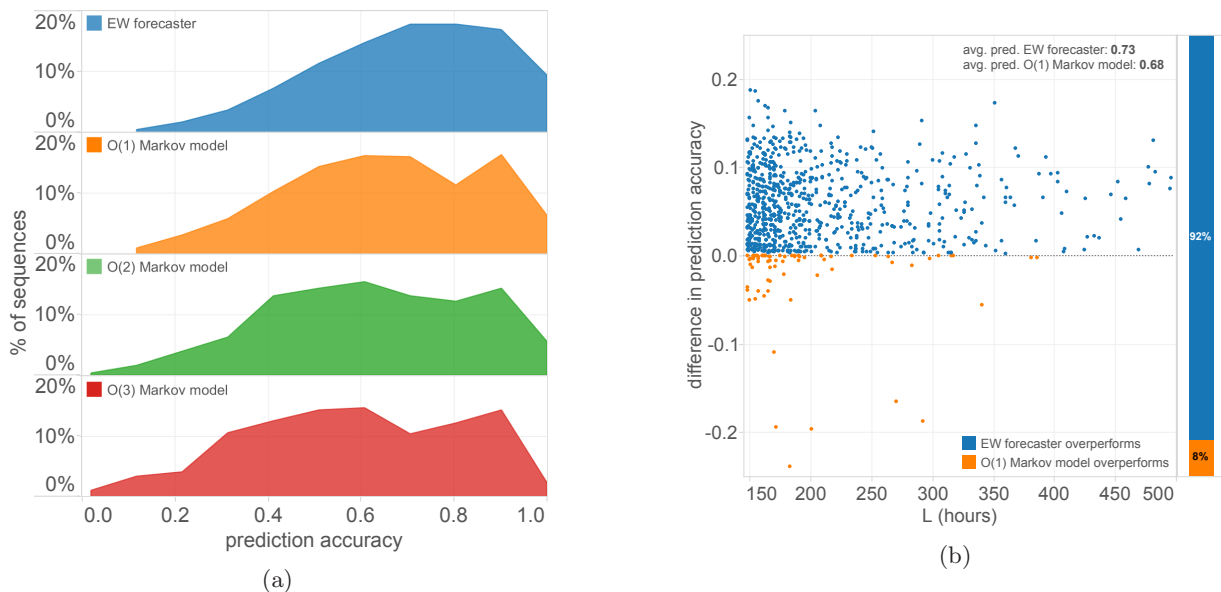 20%
EW forecaster
10%
0%
20%
O(1) Markov model
10%
0%
20%
O(2) Markov model
10%
0%
20%
O(3) Markov model
10%
0%
% of sequences
0.0 0.2 0.4 0.6 0.8 1.0
prediction accuracy
(a)
avg. pred. EW forecaster: 0.73
avg. pred. O(1) Markov model: 0.68
0.2
0.1
0.0
-0.1
-0.2
difference in prediction accuracy
92%
EW forecaster overperforms
O(1) Markov model overperforms
8%
150 200 250 300 350 400 450 500
L (hours)
(b)